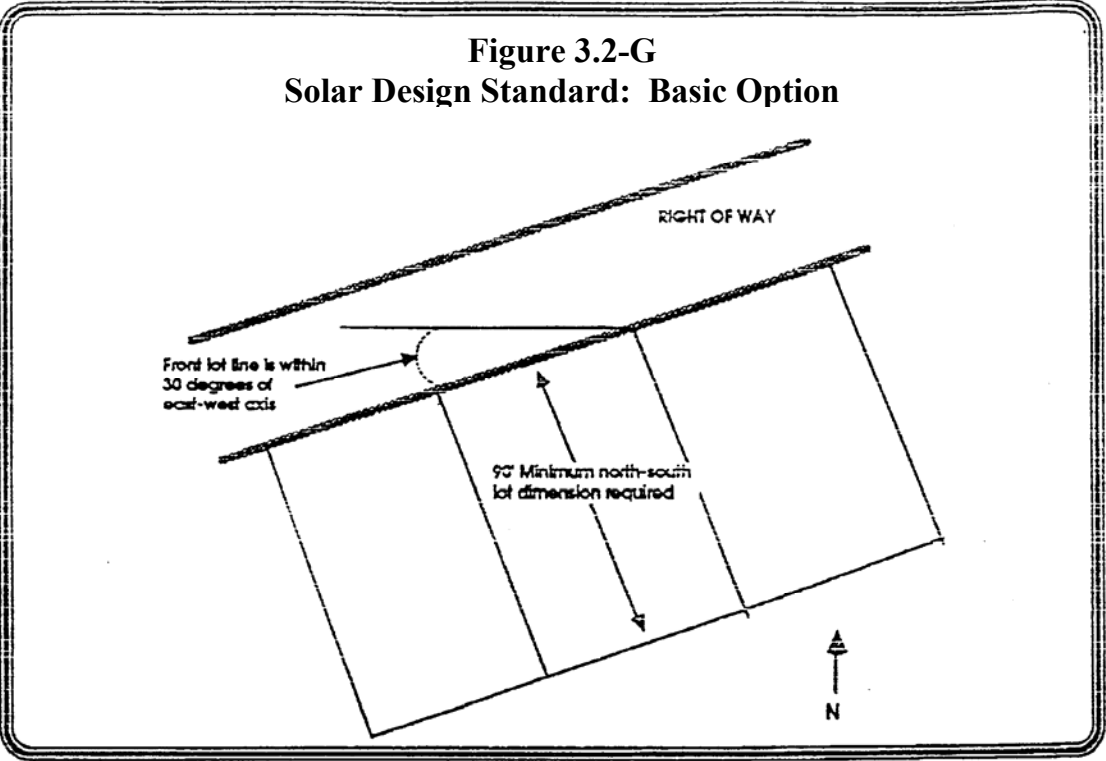 Figure 3.2-G
Solar Design Standard: Basic Option
RIGHT OF WAY
Front lot line is within
30 degrees of
east-west axis
90' Minimum north-south
lot dimension required
N